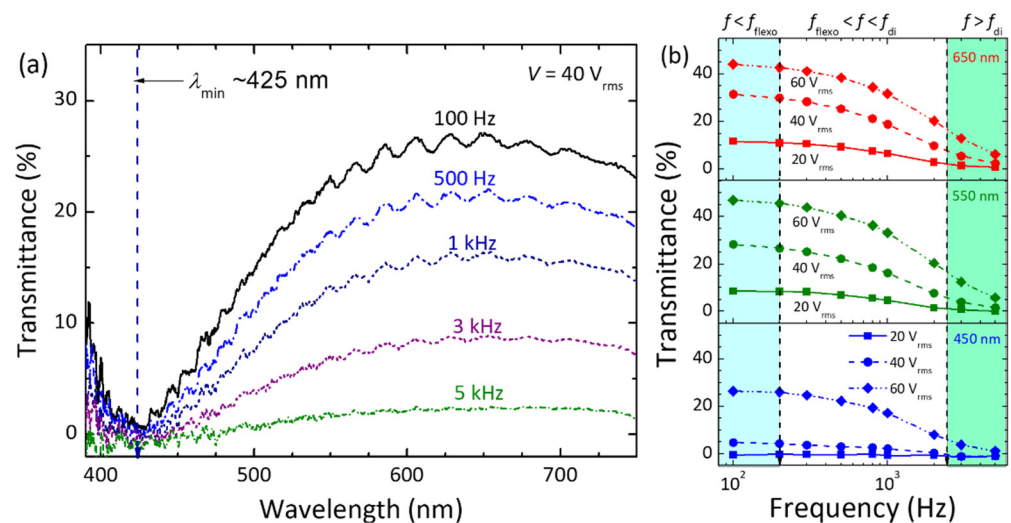 (a)
λmin ~425 nm
V = 40 Vrms
100 Hz
500 Hz
1 kHz
3 kHz
5 kHz
30
20
10
0
400
500
600
700
Transmittance (%)
Wavelength (nm)
(b)
f < fflexo
fflexo < f < fdi
f > fdi
650 nm
60 Vrms
40 Vrms
20 Vrms
40
20
0
550 nm
60 Vrms
40 Vrms
20 Vrms
40
20
0
450 nm
20 Vrms
40 Vrms
60 Vrms
40
20
0
10²
10³
Transmittance (%)
Frequency (Hz)